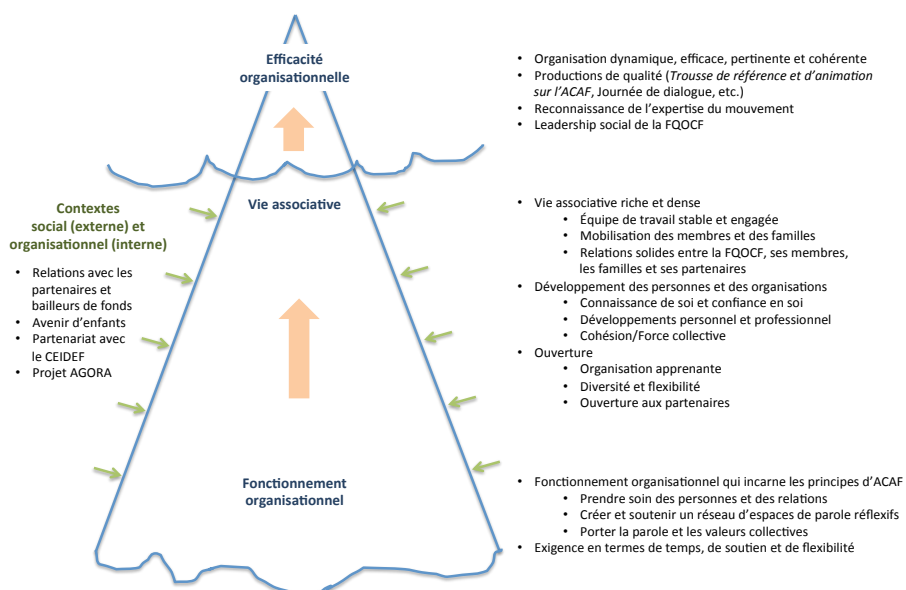 Efficacité
organisationnelle
• Organisation dynamique, efficace, pertinente et cohérente
• Productions de qualité (Trousse de référence et d’animation
sur l’ACAF, Journée de dialogue, etc.)
• Reconnaissance de l’expertise du mouvement
• Leadership social de la FQOCF
Contextes
social (externe) et
organisationnel (interne)
• Relations avec les
partenaires et
bailleurs de fonds
• Avenir d’enfants
• Partenariat avec
le CEIDEF
• Projet AGORA
Vie associative
• Vie associative riche et dense
• Équipe de travail stable et engagée
• Mobilisation des membres et des familles
• Relations solides entre la FQOCF, ses membres,
les familles et ses partenaires
• Développement des personnes et des organisations
• Connaissance de soi et confiance en soi
• Développements personnel et professionnel
• Cohésion/Force collective
• Ouverture
• Organisation apprenante
• Diversité et flexibilité
• Ouverture aux partenaires
Fonctionnement
organisationnel
• Fonctionnement organisationnel qui incarne les principes d’ACAF
• Prendre soin des personnes et des relations
• Créer et soutenir un réseau d’espaces de parole réflexifs
• Porter la parole et les valeurs collectives
• Exigence en termes de temps, de soutien et de flexibilité